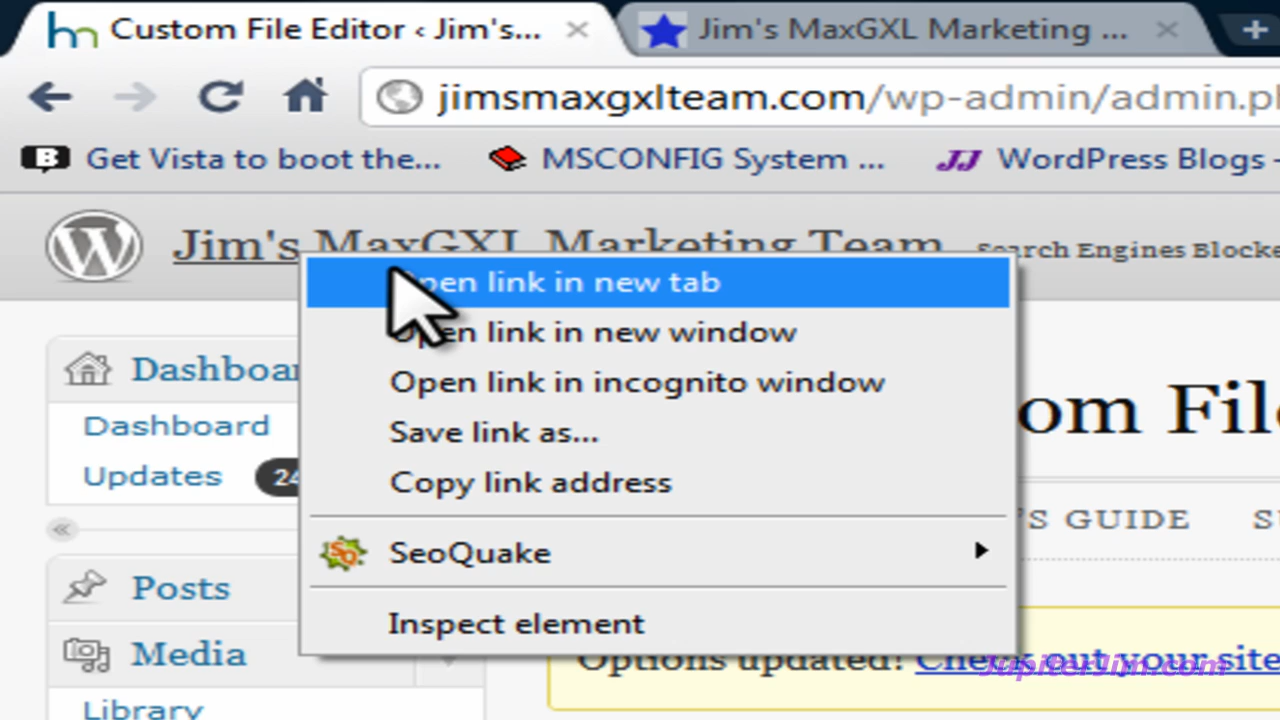 Custom File Editor ‹ Jim's...
Jim's MaxGXL Marketing ...
jimsmaxgxlteam.com/wp-admin/admin.p
B Get Vista to boot the...
MSCONFIG System ...
JJ WordPress Blogs -
Jim's MaxGXL Marketing Team
Search Engines Blocke
Open link in new tab
Open link in new window
Open link in incognito window
Save link as...
Copy link address
SeoQuake
Inspect element
Dashboar
Dashboard
Updates 24
om File
'S GUIDE
Posts
Media
Library
Options updated! Check out your site
JupiterJim.com